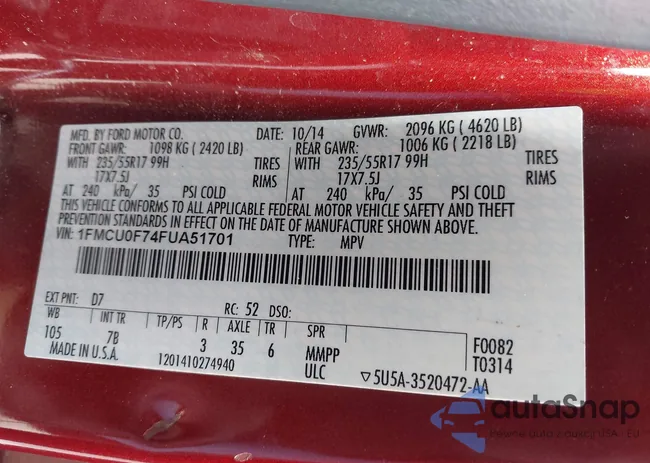 MFD. BY FORD MOTOR CO. DATE: 10/14 GVWR: 2096 KG ( 4620 LB)
FRONT GAWR: 1098 KG ( 2420 LB) REAR GAWR: 1006 KG ( 2218 LB)
WITH 235/55R17 99H TIRES WITH 235/55R17 99H TIRES
17X7.5J RIMS 17X7.5J RIMS
AT 240 kPa/ 35 PSI COLD AT 240 kPa/ 35 PSI COLD
THIS VEHICLE CONFORMS TO ALL APPLICABLE FEDERAL MOTOR VEHICLE SAFETY AND THEFT
PREVENTION STANDARDS IN EFFECT ON THE DATE OF MANUFACTURE SHOWN ABOVE.
VIN: 1FMCU0F74FUA51701 TYPE: MPV
EXT PNT: D7 RC: 52 DSO:
WB INT TR TP/PS R AXLE TR SPR F0082
105 7B 3 35 6 MMPP T0314
MADE IN U.S.A. 1201410274940 ULC ▽5U5A-3520472-AA
autaSnap